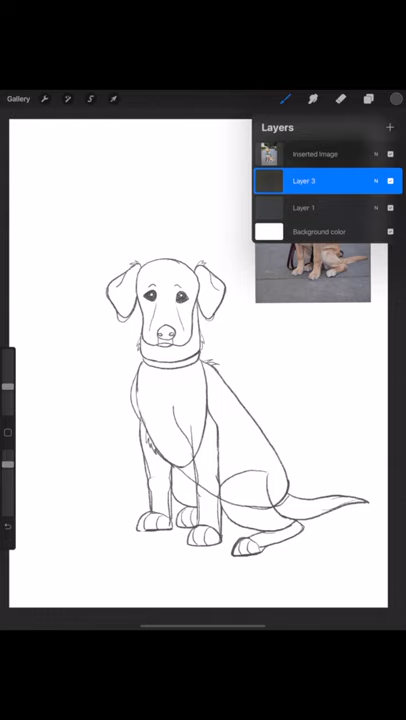 Gallery
Layers
Inserted Image N
Layer 3 N
Layer 1 N
Background color